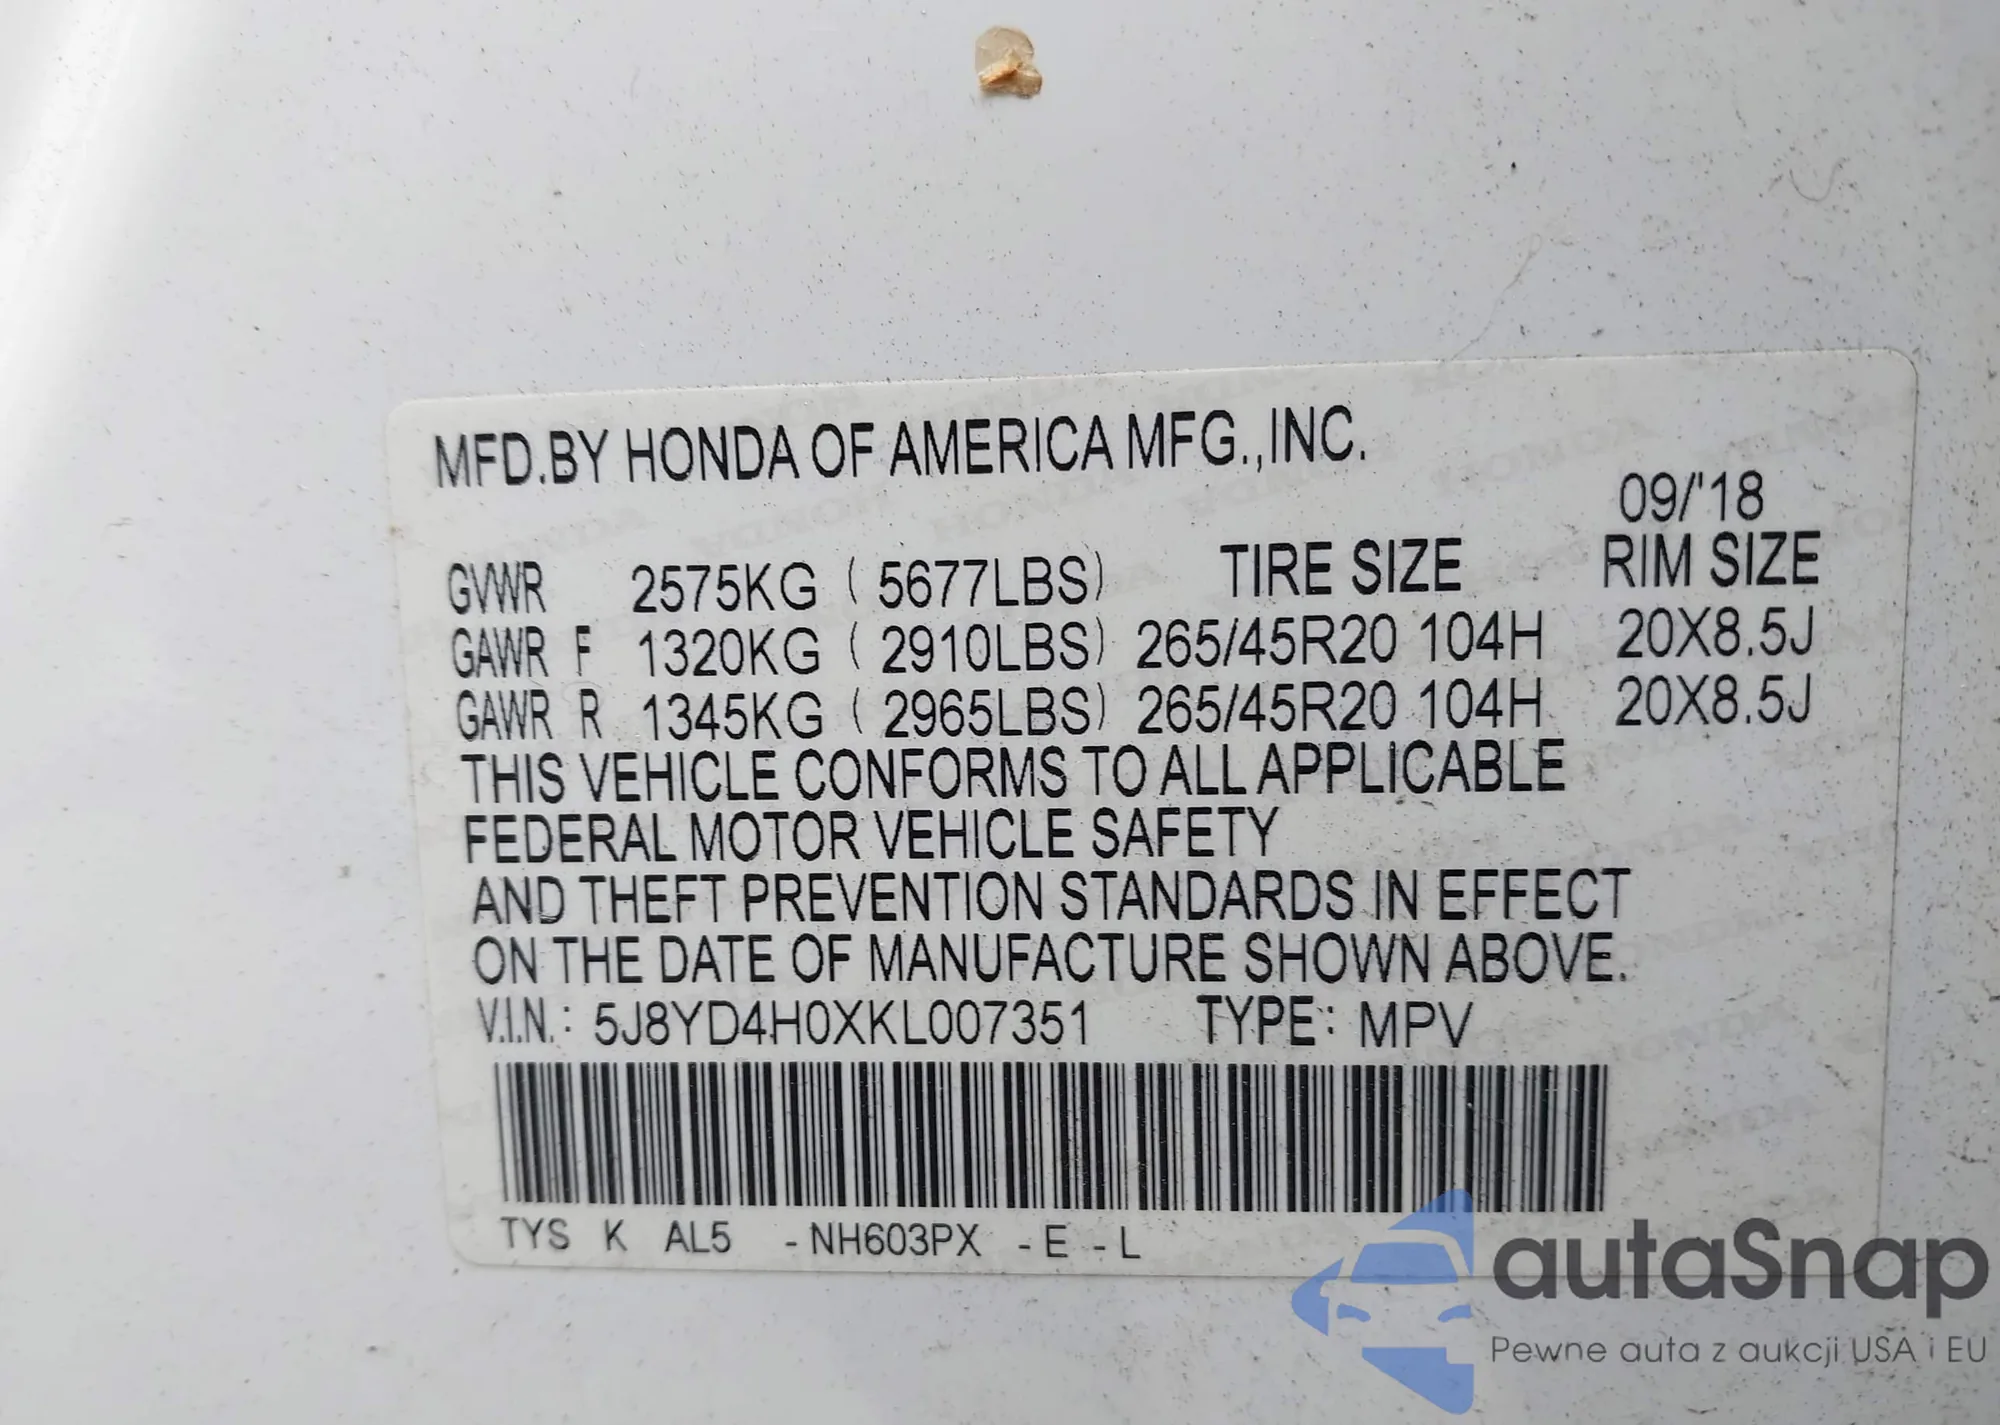 MFD.BY HONDA OF AMERICA MFG.,INC.
09/'18
GVWR 2575KG ( 5677LBS) TIRE SIZE RIM SIZE
GAWR F 1320KG ( 2910LBS) 265/45R20 104H 20X8.5J
GAWR R 1345KG ( 2965LBS) 265/45R20 104H 20X8.5J
THIS VEHICLE CONFORMS TO ALL APPLICABLE
FEDERAL MOTOR VEHICLE SAFETY
AND THEFT PREVENTION STANDARDS IN EFFECT
ON THE DATE OF MANUFACTURE SHOWN ABOVE.
V.I.N.: 5J8YD4H0XKL007351 TYPE: MPV
TYS K AL5 -NH603PX -E -L
autaSnap
Pewne auta z aukcji USA i EU